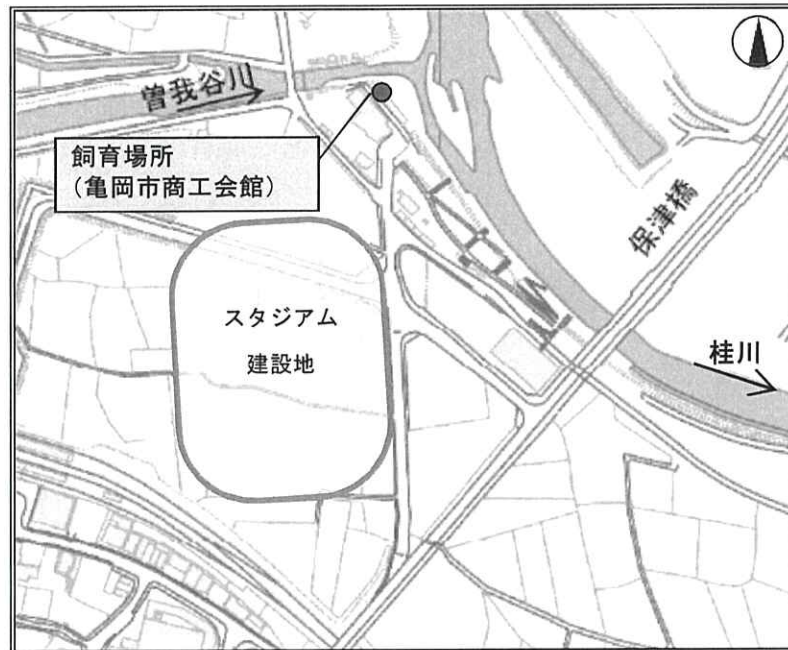 曽我谷川
飼育場所
（亀岡市商工会館）
保津橋
スタジアム
建設地
桂川